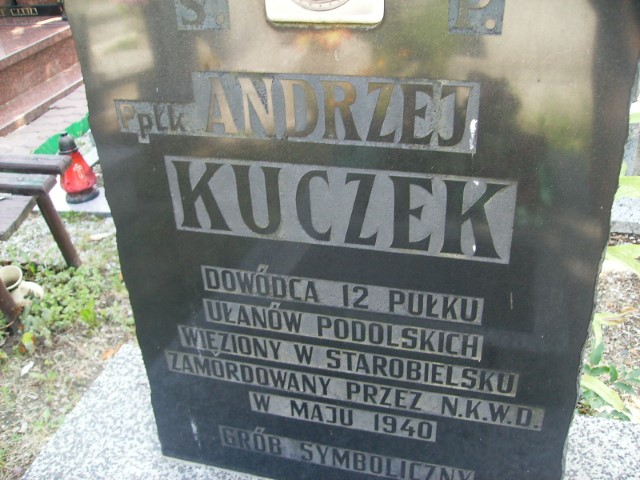 Ś. P.
Ppłk ANDRZEJ
KUCZEK
DOWÓDCA 12 PUŁKU
UŁANÓW PODOLSKICH
WIĘZIONY W STAROBIELSKU
ZAMORDOWANY PRZEZ N.K.W.D.
W MAJU 1940
GRÓB SYMBOLICZNY